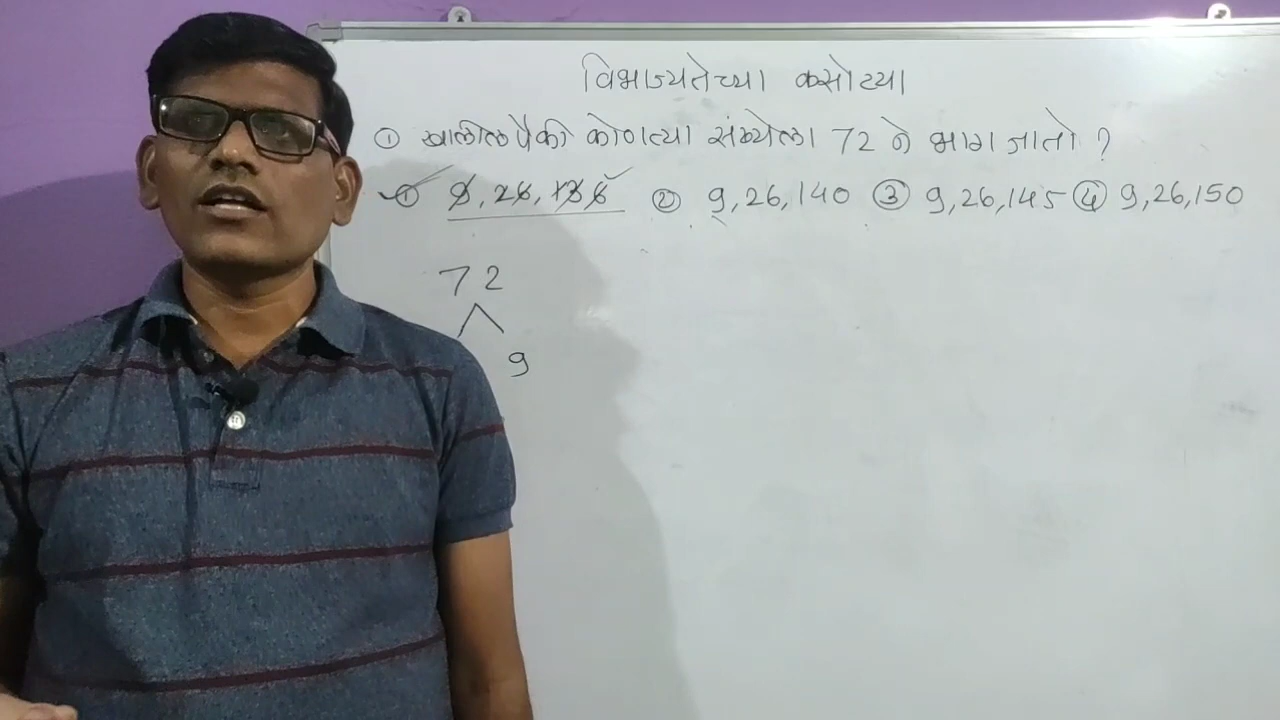 विभाज्यतेच्या कसोट्या
① खालीलपैकी कोणत्या संख्येला 72 ने भाग जातो ?
① 9,26,136 ② 9,26,140 ③ 9,26,145 ④ 9,26,150
72
9